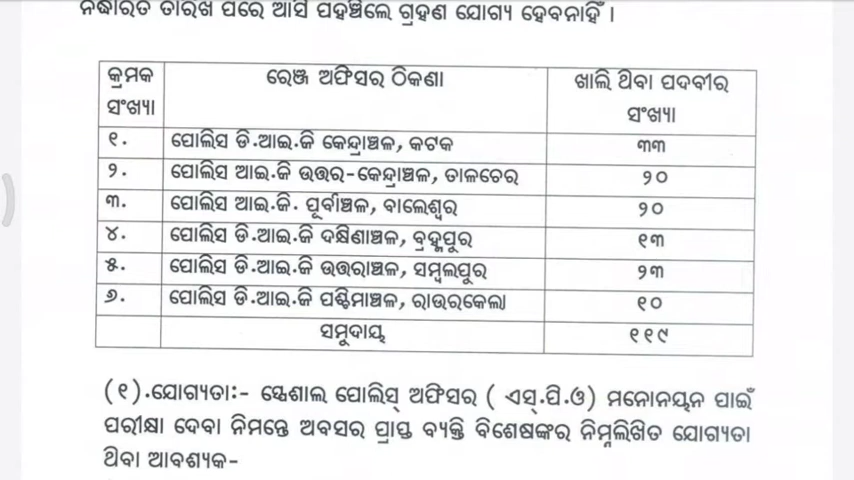 ନିର୍ଦ୍ଧାରିତ ତାରିଖ ପରେ ଆସି ପହଞ୍ଚିଲେ ଗ୍ରହଣ ଯୋଗ୍ୟ ହେବନାହିଁ ।
କ୍ରମିକ ସଂଖ୍ୟା ରେଞ୍ଜ ଅଫିସର ଠିକଣା ଖାଲି ଥିବା ପଦବୀର ସଂଖ୍ୟା
୧. ପୋଲିସ ଡି.ଆଇ.ଜି କେନ୍ଦ୍ରାଞ୍ଚଳ, କଟକ ୩୩
୨. ପୋଲିସ ଆଇ.ଜି ଉତ୍ତର-କେନ୍ଦ୍ରାଞ୍ଚଳ, ତାଳଚେର ୨୦
୩. ପୋଲିସ ଆଇ.ଜି. ପୂର୍ବାଞ୍ଚଳ, ବାଲେଶ୍ୱର ୨୦
୪. ପୋଲିସ ଡି.ଆଇ.ଜି ଦକ୍ଷିଣାଞ୍ଚଳ, ବ୍ରହ୍ମପୁର ୧୩
୫. ପୋଲିସ ଡି.ଆଇ.ଜି ଉତ୍ତରାଞ୍ଚଳ, ସମ୍ବଲପୁର ୨୩
୬. ପୋଲିସ ଡି.ଆଇ.ଜି ପଶ୍ଚିମାଞ୍ଚଳ, ରାଉରକେଲା ୧୦
ସମୁଦାୟ ୧୧୯
(୧).ଯୋଗ୍ୟତା:- ସ୍ପେଶାଲ ପୋଲିସ୍ ଅଫିସର ( ଏସ୍.ପି.ଓ) ମନୋନୟନ ପାଇଁ
ପରୀକ୍ଷା ଦେବା ନିମନ୍ତେ ଅବସର ପ୍ରାପ୍ତ ବ୍ୟକ୍ତି ବିଶେଷଙ୍କର ନିମ୍ନଲିଖିତ ଯୋଗ୍ୟତା
ଥିବା ଆବଶ୍ୟକ-